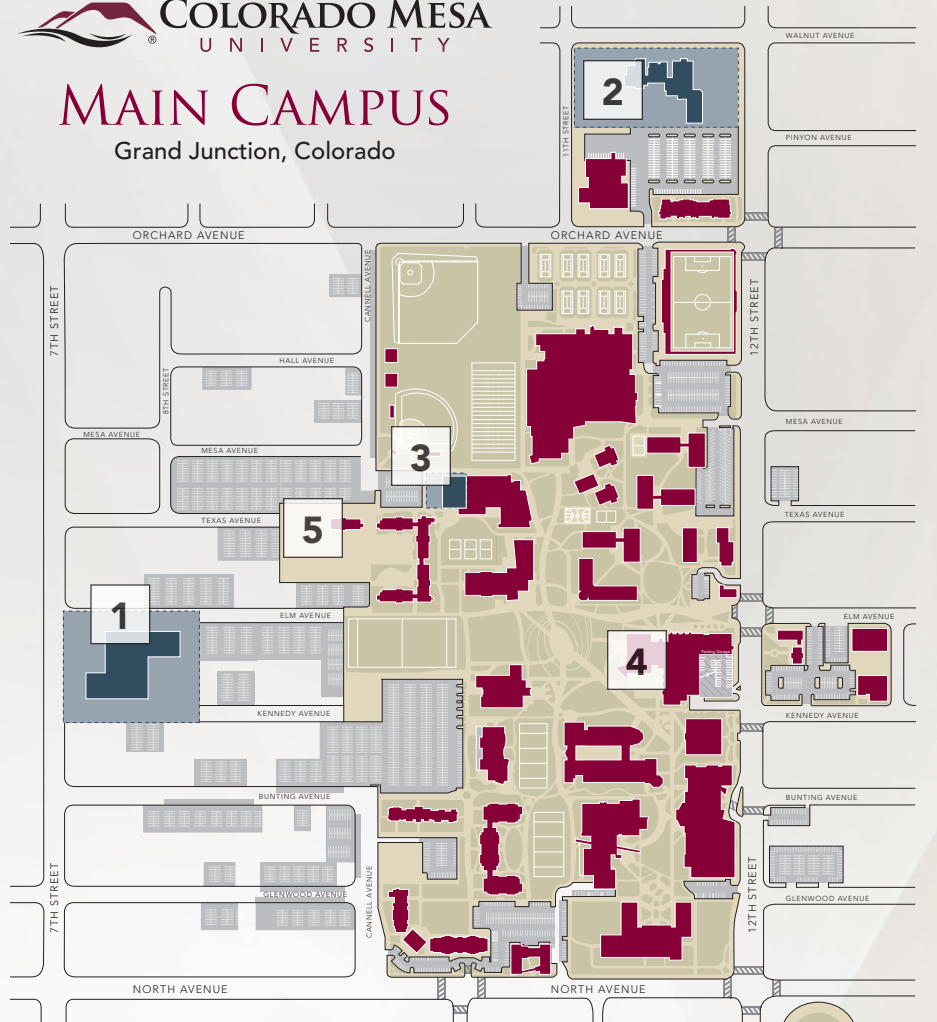 COLORADO MESA
UNIVERSITY
®
MAIN CAMPUS
Grand Junction, Colorado
WALNUT AVENUE
2
11TH STREET
PINYON AVENUE
ORCHARD AVENUE
ORCHARD AVENUE
7TH STREET
CANNELL AVENUE
12TH STREET
HALL AVENUE
8TH STREET
MESA AVENUE
MESA AVENUE
MESA AVENUE
3
TEXAS AVENUE
5
TEXAS AVENUE
1
ELM AVENUE
ELM AVENUE
4
Parking Garage
KENNEDY AVENUE
KENNEDY AVENUE
BUNTING AVENUE
BUNTING AVENUE
7TH STREET
CANNELL AVENUE
12TH STREET
GLENWOOD AVENUE
GLENWOOD AVENUE
NORTH AVENUE
NORTH AVENUE